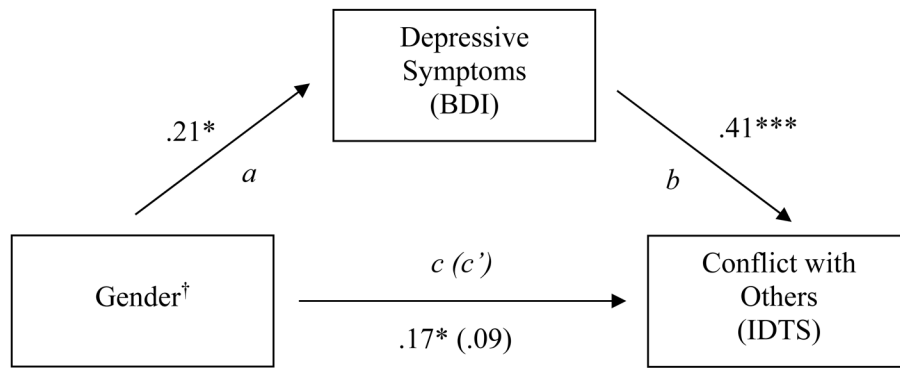 Depressive
Symptoms
(BDI)
.21*
.41***
a
b
Gender†
c (c’)
.17* (.09)
Conflict with
Others
(IDTS)